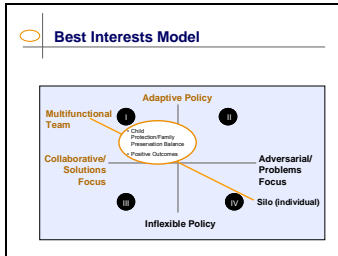 Best Interests Model
Adaptive Policy
I
II
Multifunctional
Team
• Child
Protection/Family
Preservation Balance
• Positive Outcomes
Collaborative/
Solutions
Focus
Adversarial/
Problems
Focus
III
IV
Silo (individual)
Inflexible Policy